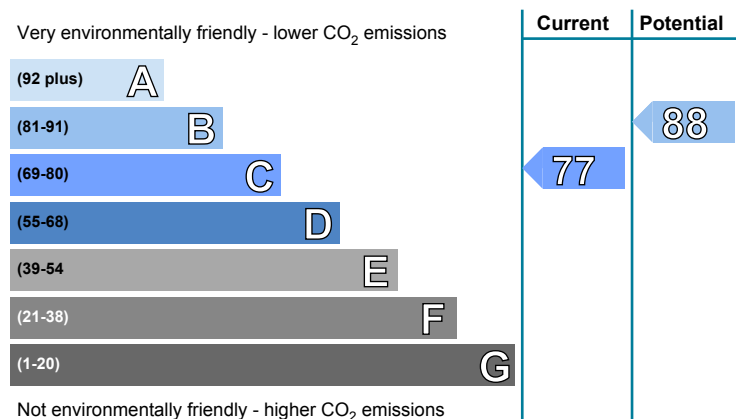 Very environmentally friendly - lower CO₂ emissions
Current
Potential
(92 plus) A
(81-91) B
(69-80) C
(55-68) D
(39-54 E
(21-38) F
(1-20) G
77
88
Not environmentally friendly - higher CO₂ emissions